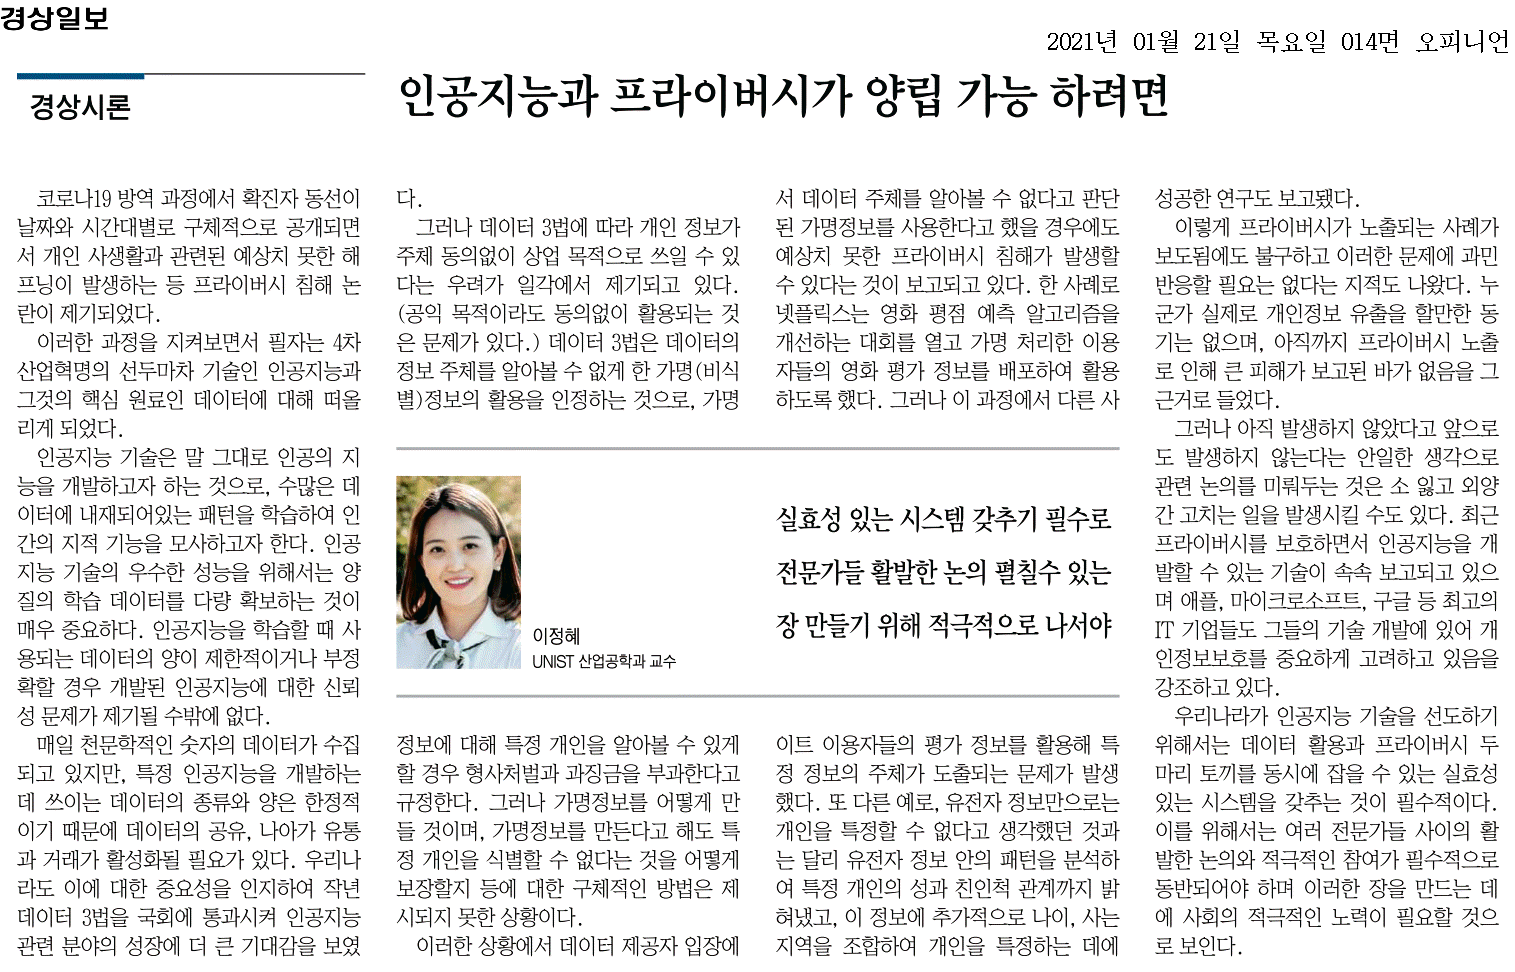 경상일보
2021년 01월 21일 목요일 014면 오피니언
경상시론
인공지능과 프라이버시가 양립 가능 하려면
코로나19 방역 과정에서 확진자 동선이
날짜와 시간대별로 구체적으로 공개되면
서 개인 사생활과 관련된 예상치 못한 해
프닝이 발생하는 등 프라이버시 침해 논
란이 제기되었다.
이러한 과정을 지켜보면서 필자는 4차
산업혁명의 선두마차 기술인 인공지능과
그것의 핵심 원료인 데이터에 대해 떠올
리게 되었다.
인공지능 기술은 말 그대로 인공의 지
능을 개발하고자 하는 것으로, 수많은 데
이터에 내재되어있는 패턴을 학습하여 인
간의 지적 기능을 모사하고자 한다. 인공
지능 기술의 우수한 성능을 위해서는 양
질의 학습 데이터를 다량 확보하는 것이
매우 중요하다. 인공지능을 학습할 때 사
용되는 데이터의 양이 제한적이거나 부정
확할 경우 개발된 인공지능에 대한 신뢰
성 문제가 제기될 수밖에 없다.
매일 천문학적인 숫자의 데이터가 수집
되고 있지만, 특정 인공지능을 개발하는
데 쓰이는 데이터의 종류와 양은 한정적
이기 때문에 데이터의 공유, 나아가 유통
과 거래가 활성화될 필요가 있다. 우리나
라도 이에 대한 중요성을 인지하여 작년
데이터 3법을 국회에 통과시켜 인공지능
관련 분야의 성장에 더 큰 기대감을 보였
다.
그러나 데이터 3법에 따라 개인 정보가
주체 동의없이 상업 목적으로 쓰일 수 있
다는 우려가 일각에서 제기되고 있다.
(공익 목적이라도 동의없이 활용되는 것
은 문제가 있다.) 데이터 3법은 데이터의
정보 주체를 알아볼 수 없게 한 가명(비식
별)정보의 활용을 인정하는 것으로, 가명
정보에 대해 특정 개인을 알아볼 수 있게
할 경우 형사처벌과 과징금을 부과한다고
규정한다. 그러나 가명정보를 어떻게 만
들 것이며, 가명정보를 만든다고 해도 특
정 개인을 식별할 수 없다는 것을 어떻게
보장할지 등에 대한 구체적인 방법은 제
시되지 못한 상황이다.
이러한 상황에서 데이터 제공자 입장에
서 데이터 주체를 알아볼 수 없다고 판단
된 가명정보를 사용한다고 했을 경우에도
예상치 못한 프라이버시 침해가 발생할
수 있다는 것이 보고되고 있다. 한 사례로
넷플릭스는 영화 평점 예측 알고리즘을
개선하는 대회를 열고 가명 처리한 이용
자들의 영화 평가 정보를 배포하여 활용
하도록 했다. 그러나 이 과정에서 다른 사
이트 이용자들의 평가 정보를 활용해 특
정 정보의 주체가 도출되는 문제가 발생
했다. 또 다른 예로, 유전자 정보만으로는
개인을 특정할 수 없다고 생각했던 것과
는 달리 유전자 정보 안의 패턴을 분석하
여 특정 개인의 성과 친인척 관계까지 밝
혀냈고, 이 정보에 추가적으로 나이, 사는
지역을 조합하여 개인을 특정하는 데에
성공한 연구도 보고됐다.
이렇게 프라이버시가 노출되는 사례가
보도됨에도 불구하고 이러한 문제에 과민
반응할 필요는 없다는 지적도 나왔다. 누
군가 실제로 개인정보 유출을 할만한 동
기는 없으며, 아직까지 프라이버시 노출
로 인해 큰 피해가 보고된 바가 없음을 그
근거로 들었다.
그러나 아직 발생하지 않았다고 앞으로
도 발생하지 않는다는 안일한 생각으로
관련 논의를 미뤄두는 것은 소 잃고 외양
간 고치는 일을 발생시킬 수도 있다. 최근
프라이버시를 보호하면서 인공지능을 개
발할 수 있는 기술이 속속 보고되고 있으
며 애플, 마이크로소프트, 구글 등 최고의
IT 기업들도 그들의 기술 개발에 있어 개
인정보보호를 중요하게 고려하고 있음을
강조하고 있다.
우리나라가 인공지능 기술을 선도하기
위해서는 데이터 활용과 프라이버시 두
마리 토끼를 동시에 잡을 수 있는 실효성
있는 시스템을 갖추는 것이 필수적이다.
이를 위해서는 여러 전문가들 사이의 활
발한 논의와 적극적인 참여가 필수적으로
동반되어야 하며 이러한 장을 만드는 데
에 사회의 적극적인 노력이 필요할 것으
로 보인다.
이정혜
UNIST 산업공학과 교수
실효성 있는 시스템 갖추기 필수로
전문가들 활발한 논의 펼칠수 있는
장 만들기 위해 적극적으로 나서야